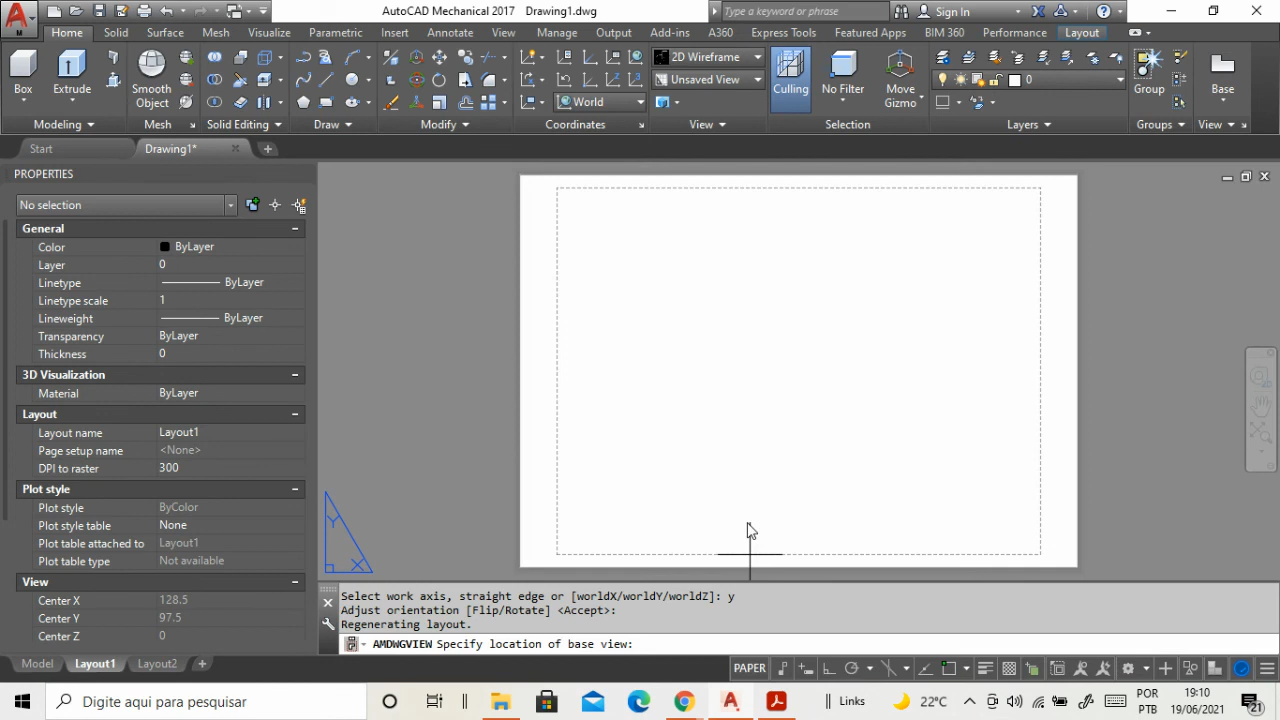 AutoCAD Mechanical 2017 Drawing1.dwg
Type a keyword or phrase
Sign In
Home Solid Surface Mesh Visualize Parametric Insert Annotate View Manage Output Add-ins A360 Express Tools Featured Apps BIM 360 Performance Layout
Box
Extrude
Smooth
Object
World
2D Wireframe
Unsaved View
Culling
No Filter
Move
Gizmo
0
Group
Base
Modeling Mesh Solid Editing Draw Modify Coordinates View Selection Layers Groups View
Start Drawing1*
PROPERTIES
No selection
General
Color ByLayer
Layer 0
Linetype ByLayer
Linetype scale 1
Lineweight ByLayer
Transparency ByLayer
Thickness 0
3D Visualization
Material ByLayer
Layout
Layout name Layout1
Page setup name <None>
DPI to raster 300
Plot style
Plot style ByColor
Plot style table None
Plot table attached to Layout1
Plot table type Not available
View
Center X 128.5
Center Y 97.5
Center Z 0
Y
X
Select work axis, straight edge or [worldX/worldY/worldZ]: y
Adjust orientation [Flip/Rotate] <Accept>:
Regenerating layout.
AMDWGVIEW Specify location of base view:
Model Layout1 Layout2
PAPER
Digite aqui para pesquisar
Links
22°C
POR
PTB
19:10
19/06/2021
21